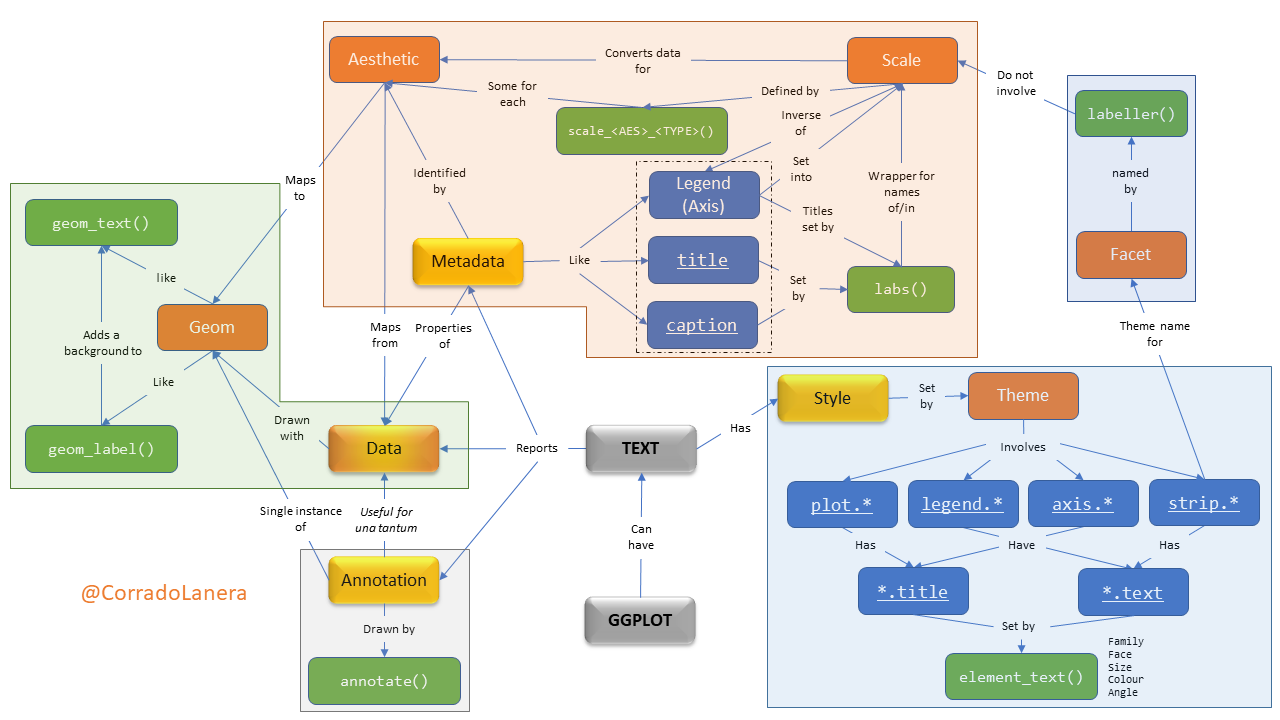 Aesthetic
Converts data
for
Scale
Do not
involve
Some for
each
Defined by
labeller()
scale_<AES>_<TYPE>()
Inverse
of
Maps
to
Identified
by
Set
into
Legend
(Axis)
Wrapper for
names
of/in
named
by
geom_text()
Titles
set by
Metadata
Like
title
Facet
like
Set
by
labs()
Geom
Adds a
background to
Maps
from
Properties
of
caption
Theme name
for
Like
Style
Set
by
Theme
Drawn
with
Has
geom_label()
Data
Reports
TEXT
Involves
plot.*
legend.*
axis.*
strip.*
Single instance
of
Useful for
una tantum
Can
have
Has
Have
Has
Annotation
*.title
*.text
@CorradoLanera
GGPLOT
Drawn by
Set by
annotate()
element_text()
Family
Face
Size
Colour
Angle